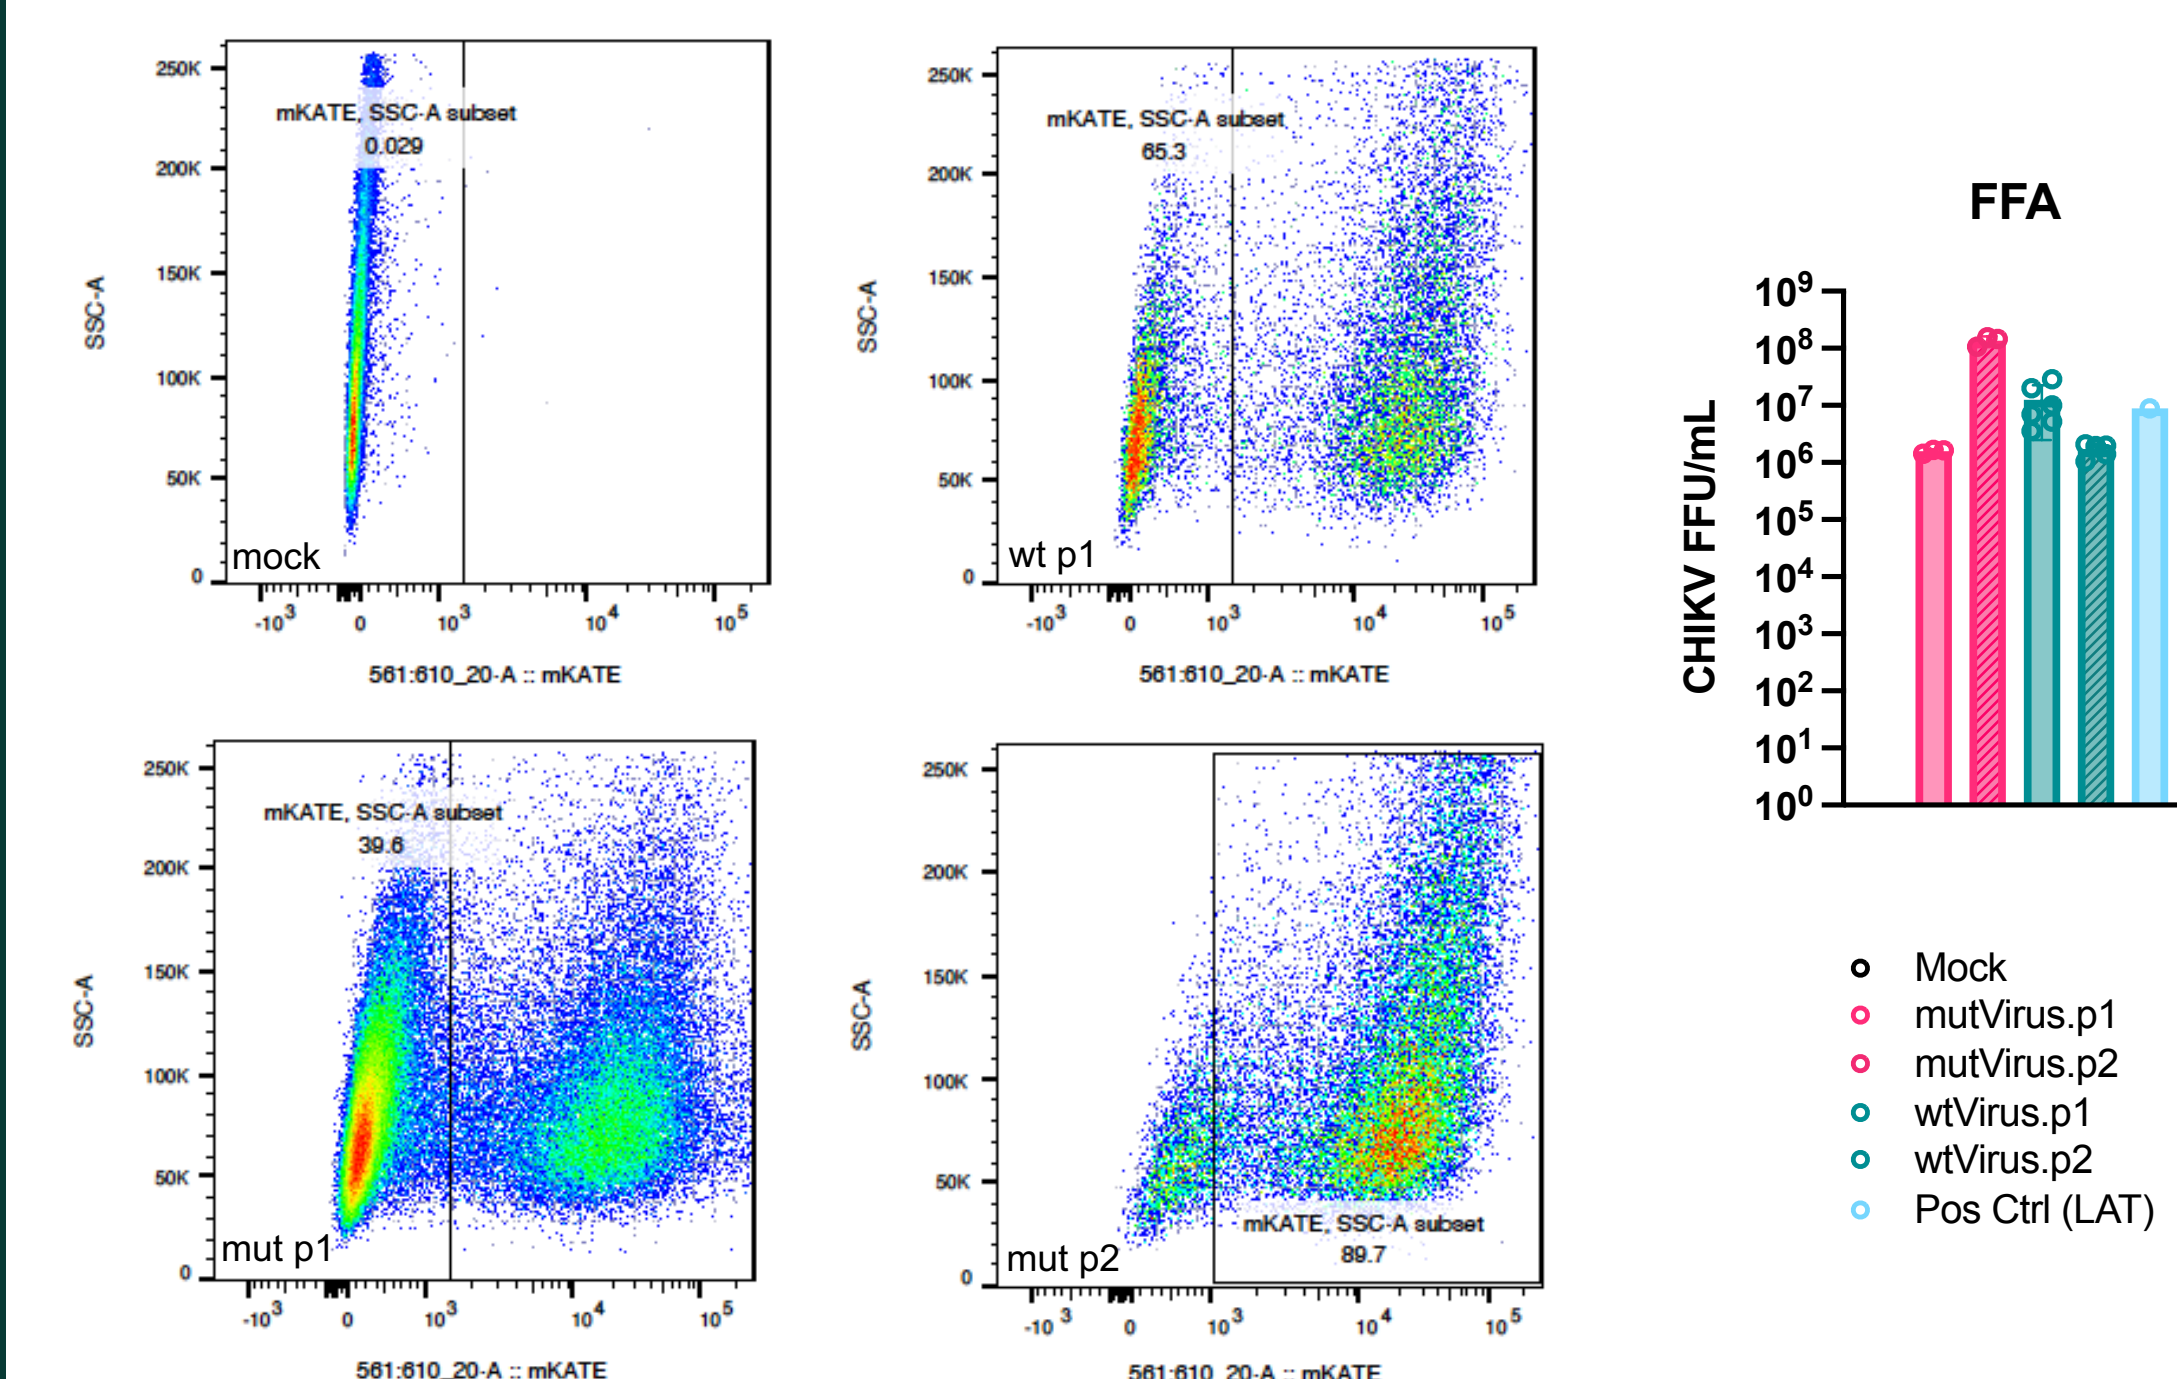 250K
200K
150K
100K
50K
0
SSC-A
mKATE, SSC-A subset
0.029
mock
-10^3 0 10^3 10^4 10^5
561:610_20-A :: mKATE
250K
200K
150K
100K
50K
0
SSC-A
mKATE, SSC-A subset
65.3
wt p1
-10^3 0 10^3 10^4 10^5
561:610_20-A :: mKATE
250K
200K
150K
100K
50K
0
SSC-A
mKATE, SSC-A subset
39.6
mut p1
-10^3 0 10^3 10^4 10^5
561:610_20-A :: mKATE
250K
200K
150K
100K
50K
0
SSC-A
mKATE, SSC-A subset
89.7
mut p2
-10^3 0 10^3 10^4 10^5
561:610_20-A :: mKATE
FFA
CHIKV FFU/mL
10^9
10^8
10^7
10^6
10^5
10^4
10^3
10^2
10^1
10^0
Mock
mutVirus.p1
mutVirus.p2
wtVirus.p1
wtVirus.p2
Pos Ctrl (LAT)